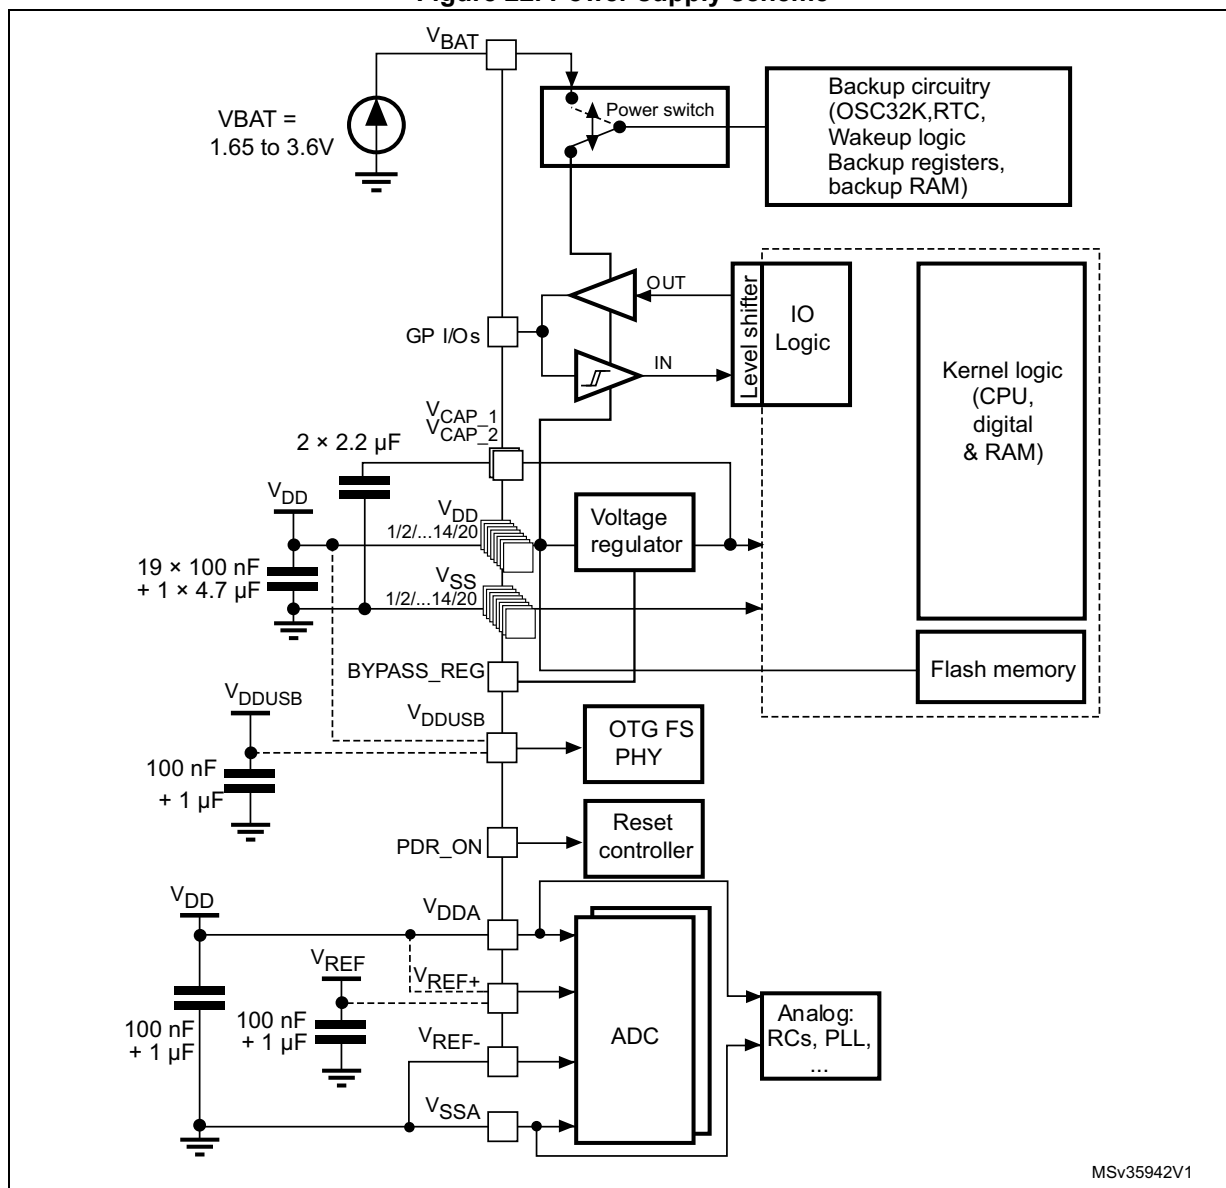 Figure 22. Power supply scheme
VBAT
VBAT =
1.65 to 3.6V
Power switch
Backup circuitry
(OSC32K,RTC,
Wakeup logic
Backup registers,
backup RAM)
OUT
GP I/Os
IN
Level shifter
IO
Logic
Kernel logic
(CPU,
digital
& RAM)
VCAP_1
VCAP_2
2 × 2.2 µF
VDD
VDD
1/2/...14/20
Voltage
regulator
19 × 100 nF
+ 1 × 4.7 µF
VSS
1/2/...14/20
BYPASS_REG
Flash memory
VDDUSB
VDDUSB
OTG FS
PHY
100 nF
+ 1 µF
PDR_ON
Reset
controller
VDD
VDDA
VREF
VREF+
100 nF
+ 1 µF
100 nF
+ 1 µF
VREF-
ADC
Analog:
RCs, PLL,
...
VSSA
MSv35942V1